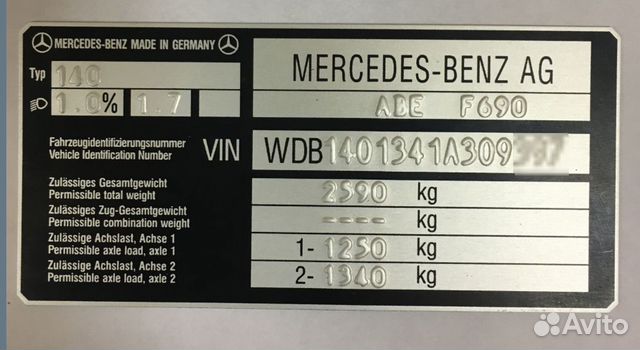 MERCEDES-BENZ MADE IN GERMANY
Typ 140
1.0% 1.7
MERCEDES-BENZ AG
ABE F690
Fahrzeugidentifizierungsnummer
Vehicle Identification Number
VIN WDB1401341A309
Zulässiges Gesamtgewicht
Permissible total weight
2590 kg
Zulässiges Zug-Gesamtgewicht
Permissible combination weight
---- kg
Zulässige Achslast, Achse 1
Permissible axle load, axle 1
1- 1250 kg
Zulässige Achslast, Achse 2
Permissible axle load, axle 2
2- 1340 kg
Avito